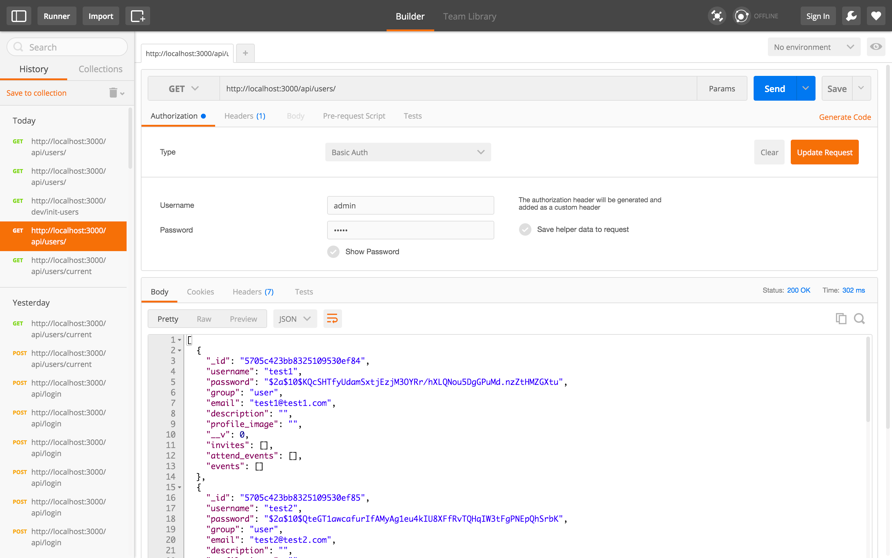 Runner Import Builder Team Library OFFLINE Sign In
Search
http://localhost:3000/api/u
+
No environment
History Collections
Save to collection
GET http://localhost:3000/api/users/ Params Send Save
Authorization Headers (1) Body Pre-request Script Tests Generate Code
Today
GET http://localhost:3000/
api/users/
GET http://localhost:3000/
api/users/
GET http://localhost:3000/
dev/init-users
GET http://localhost:3000/
api/users/
GET http://localhost:3000/
api/users/current
Yesterday
GET http://localhost:3000/
api/users/current
POST http://localhost:3000/
api/users/current
POST http://localhost:3000/
api/login
POST http://localhost:3000/
api/login
POST http://localhost:3000/
api/login
POST http://localhost:3000/
api/login
POST http://localhost:3000/
api/login
POST http://localhost:3000/
api/login
Type Basic Auth Clear Update Request
Username admin
The authorization header will be generated and
added as a custom header
Password •••••
Save helper data to request
Show Password
Body Cookies Headers (7) Tests Status: 200 OK Time: 302 ms
Pretty Raw Preview JSON
1 [
2 {
3 "_id": "5705c423bb8325109530ef84",
4 "username": "test1",
5 "password": "$2a$10$KQcSHTfyUdamSxtjEzjM3OYRr/hXLQNou5DgGPuMd.nzZtHMZGXtu",
6 "group": "user",
7 "email": "test1@test1.com",
8 "description": "",
9 "profile_image": "",
10 "__v": 0,
11 "invites": [],
12 "attend_events": [],
13 "events": []
14 },
15 {
16 "_id": "5705c423bb8325109530ef85",
17 "username": "test2",
18 "password": "$2a$10$QteGT1awcafurIfAMyAg1eu4kIU8XFfRvTQHqIW3tFgPNEpQhSrbK",
19 "group": "user",
20 "email": "test2@test2.com",
21 "description": "",